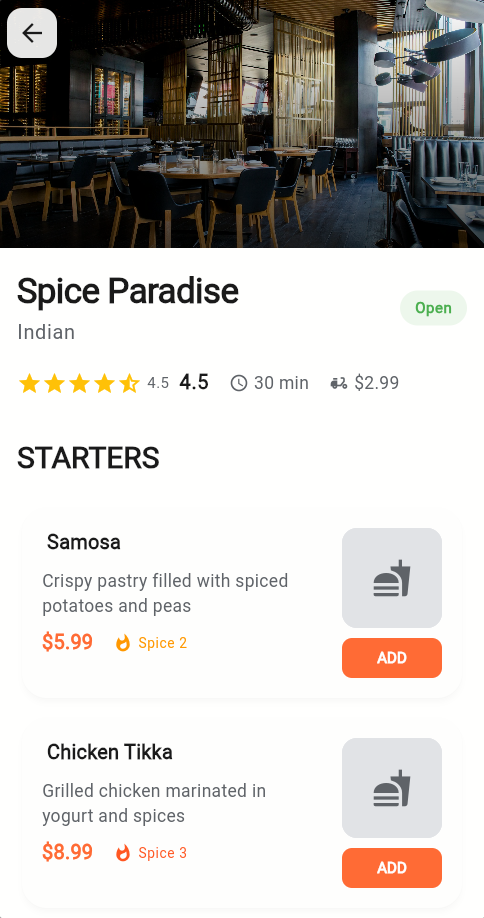 Spice Paradise
Open
Indian
4.5 4.5 30 min $2.99
STARTERS
Samosa
Crispy pastry filled with spiced
potatoes and peas
$5.99 Spice 2
ADD
Chicken Tikka
Grilled chicken marinated in
yogurt and spices
$8.99 Spice 3
ADD